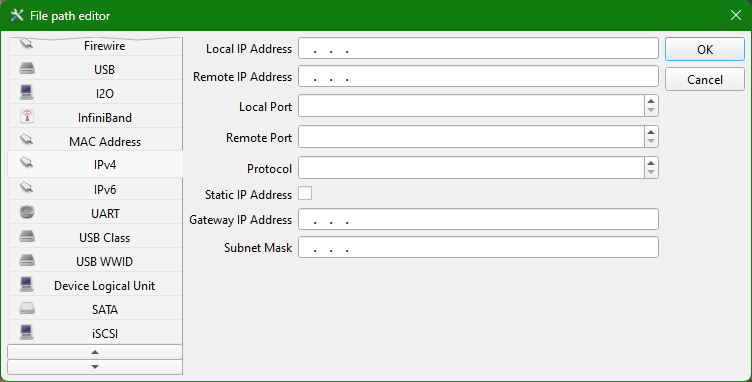 File path editor
Firewire
USB
I2O
InfiniBand
MAC Address
IPv4
IPv6
UART
USB Class
USB WWID
Device Logical Unit
SATA
iSCSI
Local IP Address . . .
Remote IP Address . . .
Local Port
Remote Port
Protocol
Static IP Address
Gateway IP Address . . .
Subnet Mask . . .
OK
Cancel